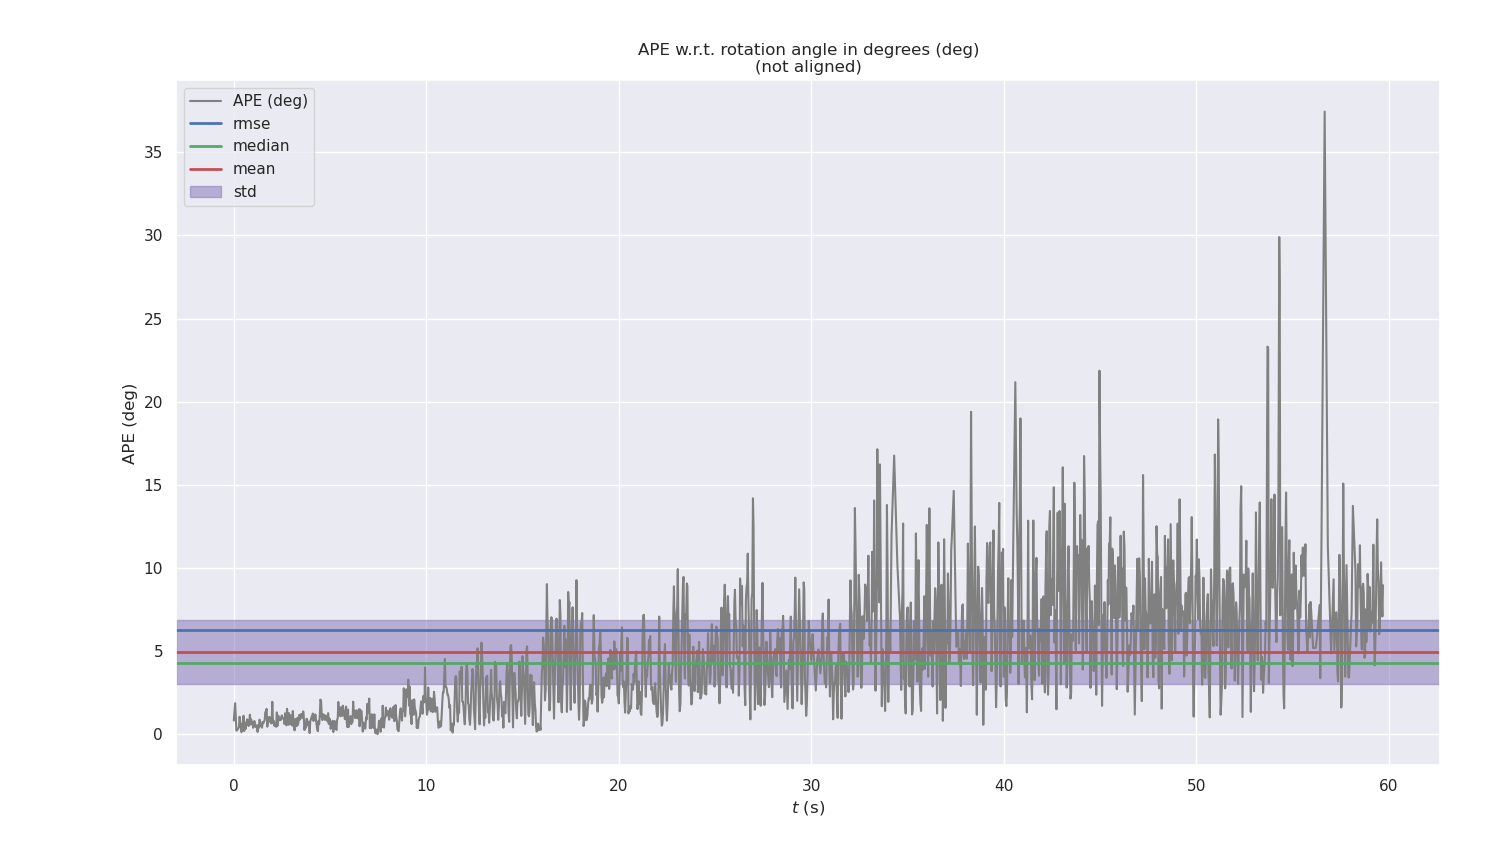 APE w.r.t. rotation angle in degrees (deg)
(not aligned)
APE (deg)
rmse
median
mean
std
APE (deg)
35
30
25
20
15
10
5
0
0 10 20 30 40 50 60
t (s)